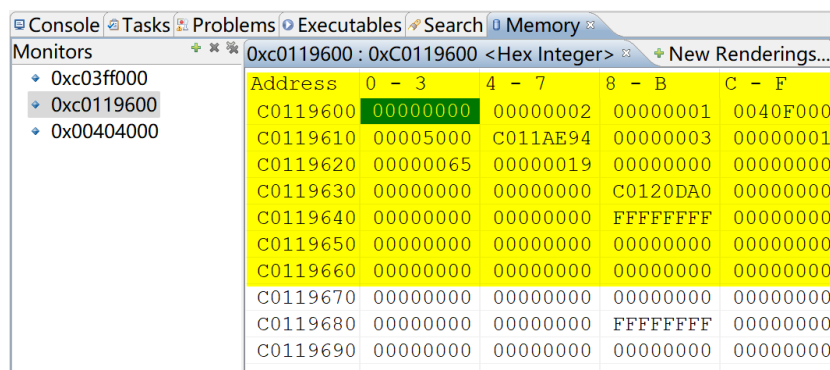 Console Tasks Problems Executables Search Memory
Monitors
0xc0119600 : 0xC0119600 <Hex Integer> New Renderings...
0xc03ff000
0xc0119600
0x00404000
Address 0 - 3 4 - 7 8 - B C - F
C0119600 00000000 00000002 00000001 0040F000
C0119610 00005000 C011AE94 00000003 00000001
C0119620 00000065 00000019 00000000 00000000
C0119630 00000000 00000000 C0120DA0 00000000
C0119640 00000000 00000000 FFFFFFFF 00000000
C0119650 00000000 00000000 00000000 00000000
C0119660 00000000 00000000 00000000 00000000
C0119670 00000000 00000000 00000000 00000000
C0119680 00000000 00000000 FFFFFFFF 00000000
C0119690 00000000 00000000 00000000 00000000